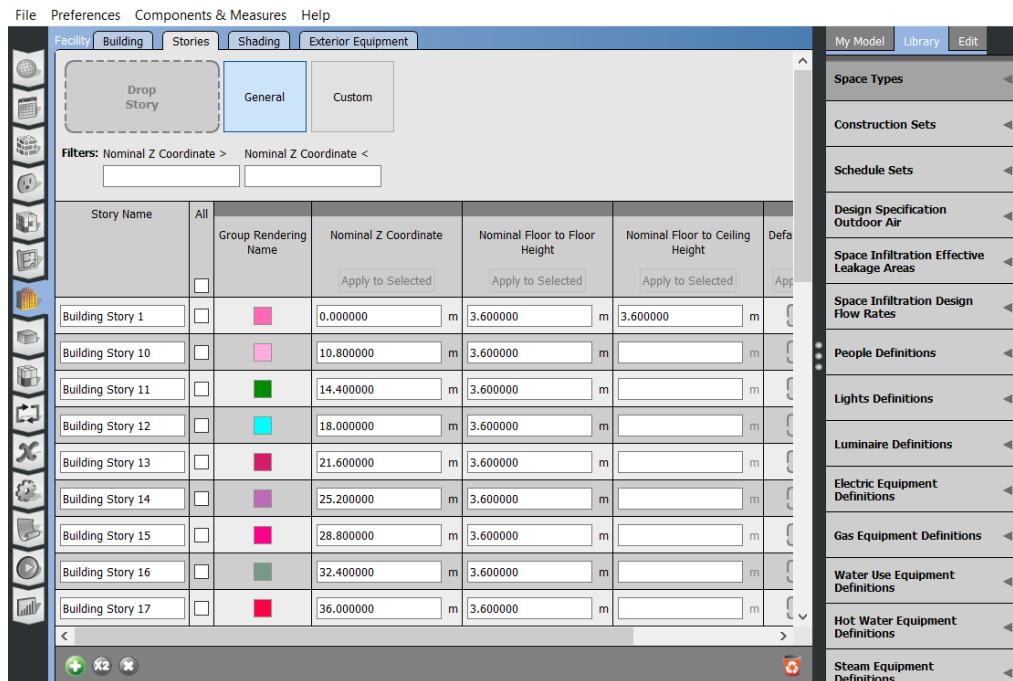 File Preferences Components & Measures Help
Facility Building Stories Shading Exterior Equipment
My Model Library Edit
Drop
Story
General
Custom
Filters: Nominal Z Coordinate > Nominal Z Coordinate <
Story Name
All
Group Rendering
Name
Nominal Z Coordinate
Apply to Selected
Nominal Floor to Floor
Height
Apply to Selected
Nominal Floor to Ceiling
Height
Apply to Selected
Defa
App
Building Story 1 0.000000 m 3.600000 m 3.600000 m
Building Story 10 10.800000 m 3.600000 m m
Building Story 11 14.400000 m 3.600000 m m
Building Story 12 18.000000 m 3.600000 m m
Building Story 13 21.600000 m 3.600000 m m
Building Story 14 25.200000 m 3.600000 m m
Building Story 15 28.800000 m 3.600000 m m
Building Story 16 32.400000 m 3.600000 m m
Building Story 17 36.000000 m 3.600000 m m
X2
Space Types
Construction Sets
Schedule Sets
Design Specification
Outdoor Air
Space Infiltration Effective
Leakage Areas
Space Infiltration Design
Flow Rates
People Definitions
Lights Definitions
Luminaire Definitions
Electric Equipment
Definitions
Gas Equipment Definitions
Water Use Equipment
Definitions
Hot Water Equipment
Definitions
Steam Equipment
Definitions